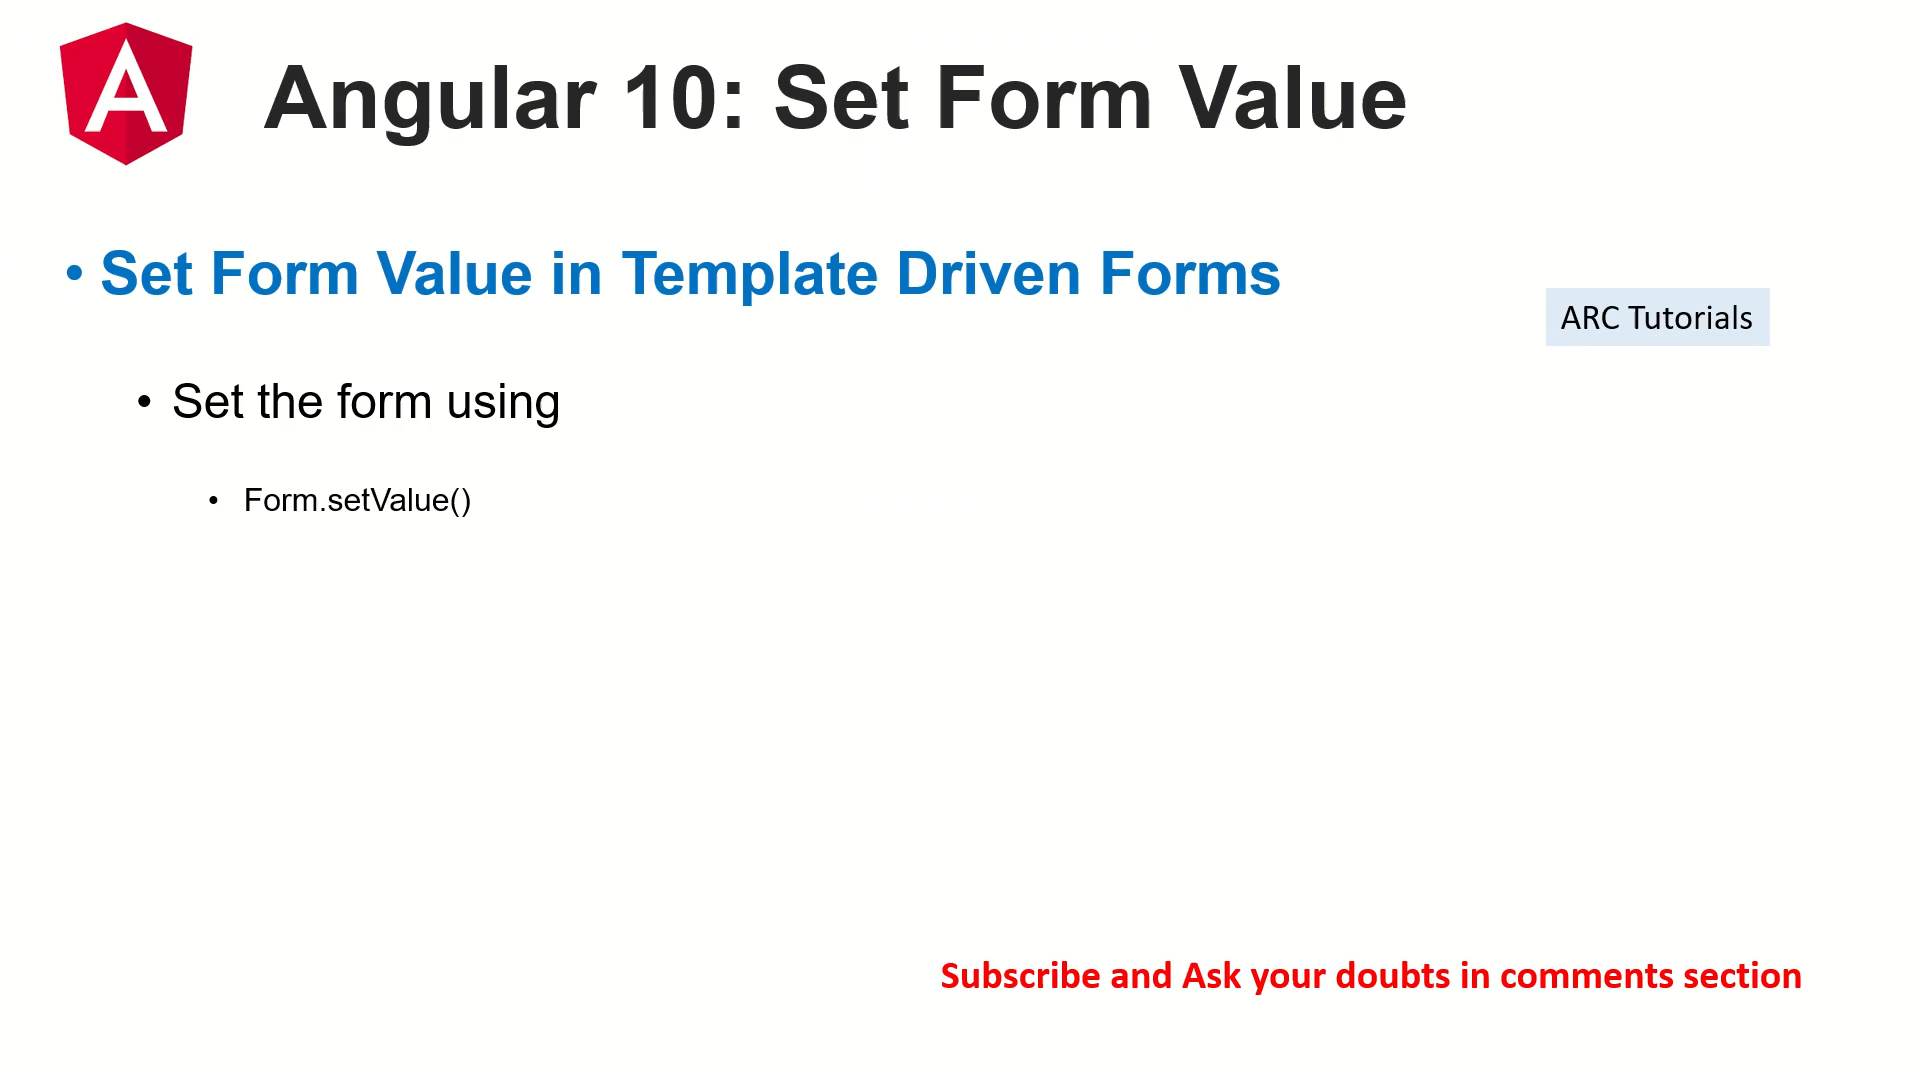 Angular 10: Set Form Value
• Set Form Value in Template Driven Forms
ARC Tutorials
• Set the form using
• Form.setValue()
Subscribe and Ask your doubts in comments section